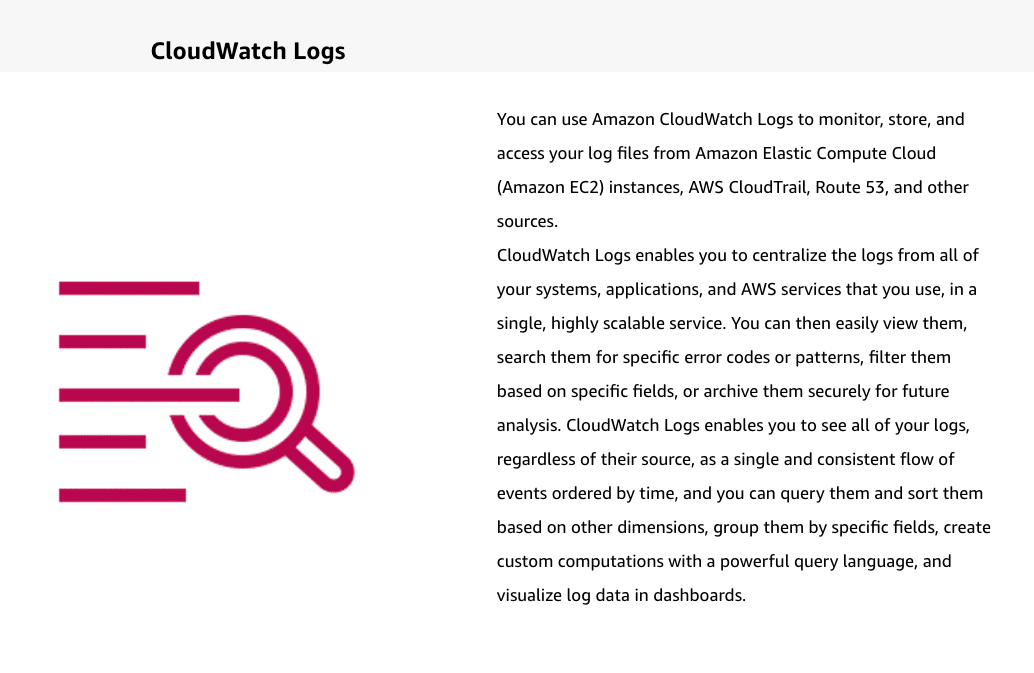 CloudWatch Logs
You can use Amazon CloudWatch Logs to monitor, store, and
access your log files from Amazon Elastic Compute Cloud
(Amazon EC2) instances, AWS CloudTrail, Route 53, and other
sources.
CloudWatch Logs enables you to centralize the logs from all of
your systems, applications, and AWS services that you use, in a
single, highly scalable service. You can then easily view them,
search them for specific error codes or patterns, filter them
based on specific fields, or archive them securely for future
analysis. CloudWatch Logs enables you to see all of your logs,
regardless of their source, as a single and consistent flow of
events ordered by time, and you can query them and sort them
based on other dimensions, group them by specific fields, create
custom computations with a powerful query language, and
visualize log data in dashboards.